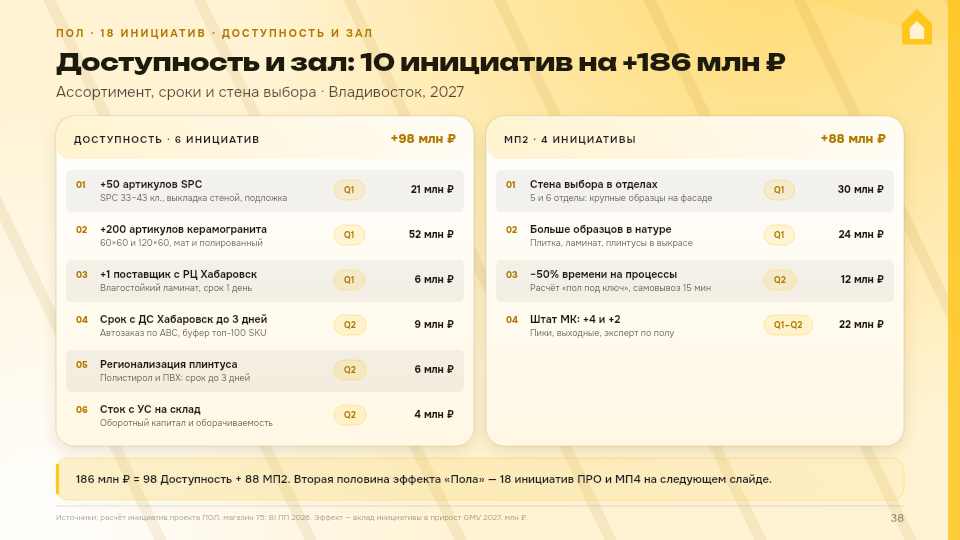 ПОЛ · 18 ИНИЦИАТИВ · ДОСТУПНОСТЬ И ЗАЛ
Доступность и зал: 10 инициатив на +186 млн ₽
Ассортимент, сроки и стена выбора · Владивосток, 2027
ДОСТУПНОСТЬ · 6 ИНИЦИАТИВ +98 млн ₽
01 +50 артикулов SPC Q1 21 млн ₽
SPC 33–43 кл., выкладка стеной, подложка
02 +200 артикулов керамогранита Q1 52 млн ₽
60×60 и 120×60, мат и полированный
03 +1 поставщик с РЦ Хабаровск Q1 6 млн ₽
Влагостойкий ламинат, срок 1 день
04 Срок с ДС Хабаровск до 3 дней Q2 9 млн ₽
Автозаказ по ABC, буфер топ-100 SKU
05 Регионализация плинтуса Q2 6 млн ₽
Полистирол и ПВХ: срок до 3 дней
06 Сток с УС на склад Q2 4 млн ₽
Оборотный капитал и оборачиваемость
МП2 · 4 ИНИЦИАТИВЫ +88 млн ₽
01 Стена выбора в отделах Q1 30 млн ₽
5 и 6 отделы: крупные образцы на фасаде
02 Больше образцов в натуре Q1 24 млн ₽
Плитка, ламинат, плинтусы в выкрасе
03 −50% времени на процессы Q2 12 млн ₽
Расчёт «пол под ключ», самовывоз 15 мин
04 Штат МК: +4 и +2 Q1–Q2 22 млн ₽
Пики, выходные, эксперт по полу
186 млн ₽ = 98 Доступность + 88 МП2. Вторая половина эффекта «Пола» — 18 инициатив ПРО и МП4 на следующем слайде.
Источники: расчёт инициатив проекта ПОЛ, магазин 75; BI ЛП 2026. Эффект — вклад инициативы в прирост GMV 2027, млн ₽.
38